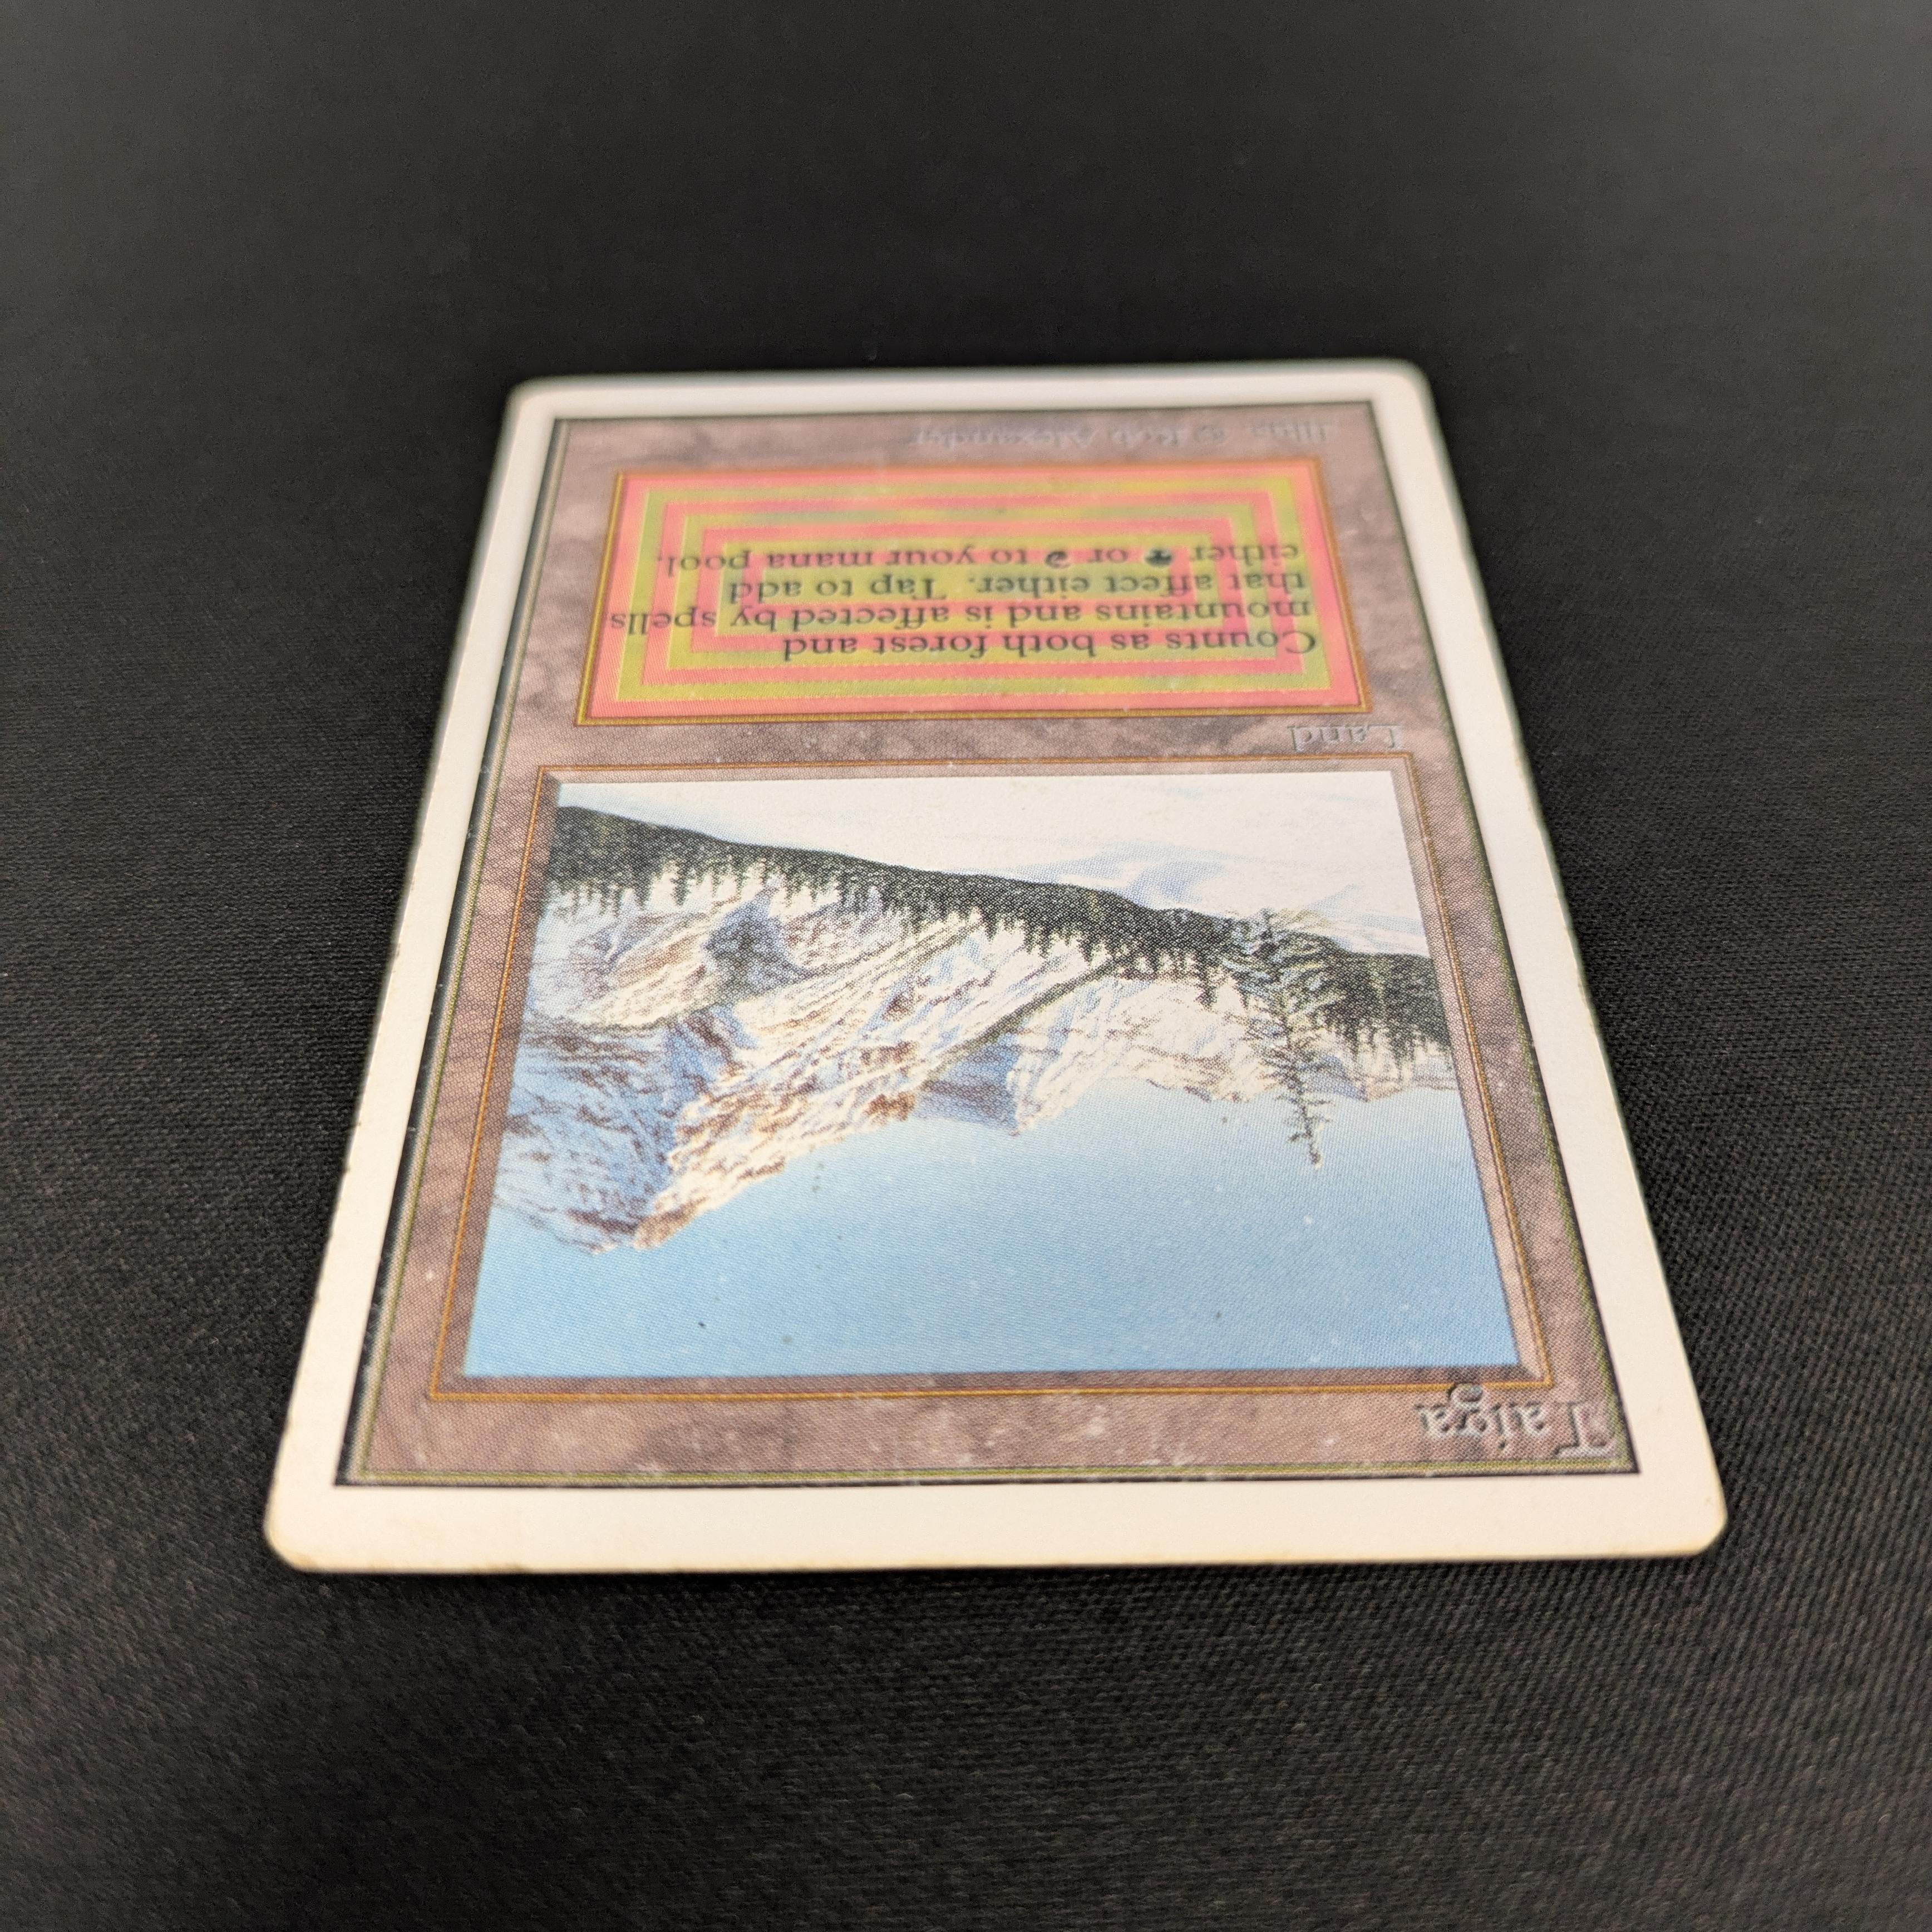 Taiga
Land
Counts as both forest and
mountains and is affected by spells
that affect either. Tap to add
either or to your mana pool.
Illus. © Rob Alexander